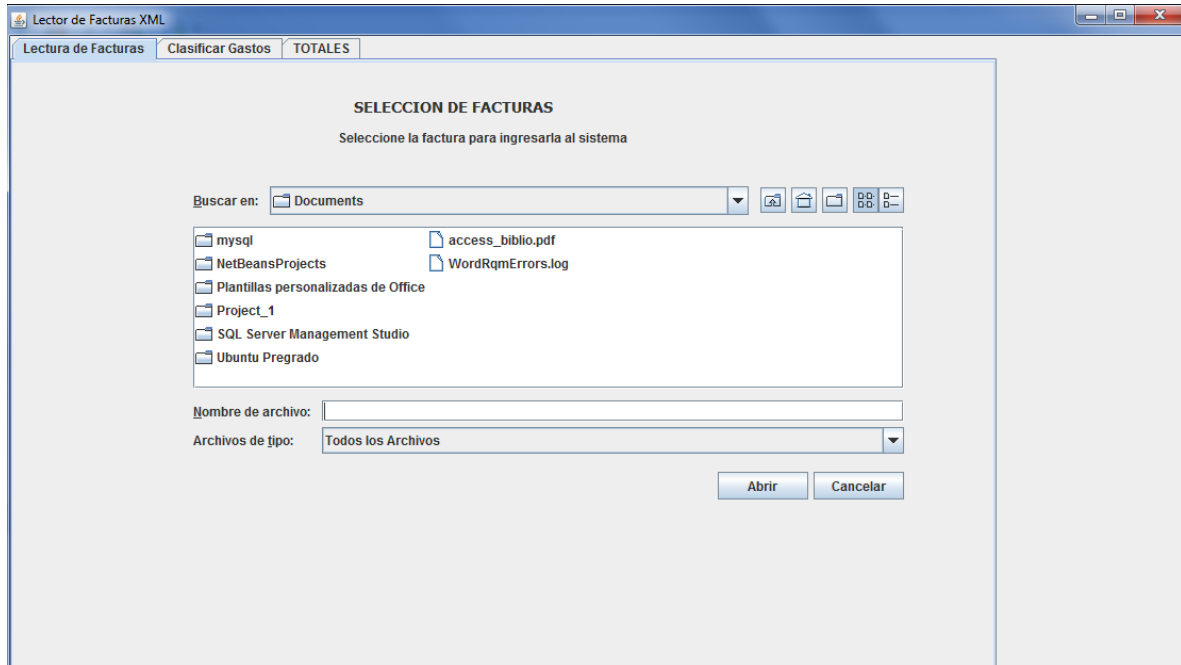 Lector de Facturas XML
Lectura de Facturas Clasificar Gastos TOTALES
SELECCION DE FACTURAS
Seleccione la factura para ingresarla al sistema
Buscar en: Documents
mysql access_biblio.pdf
NetBeansProjects WordRqmErrors.log
Plantillas personalizadas de Office
Project_1
SQL Server Management Studio
Ubuntu Pregrado
Nombre de archivo:
Archivos de tipo: Todos los Archivos
Abrir Cancelar